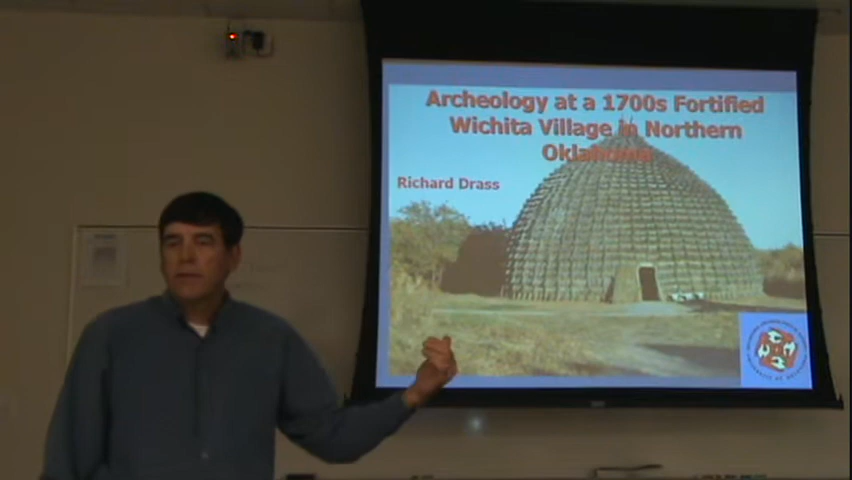 Archeology at a 1700s Fortified
Wichita Village in Northern
Oklahoma
Richard Drass